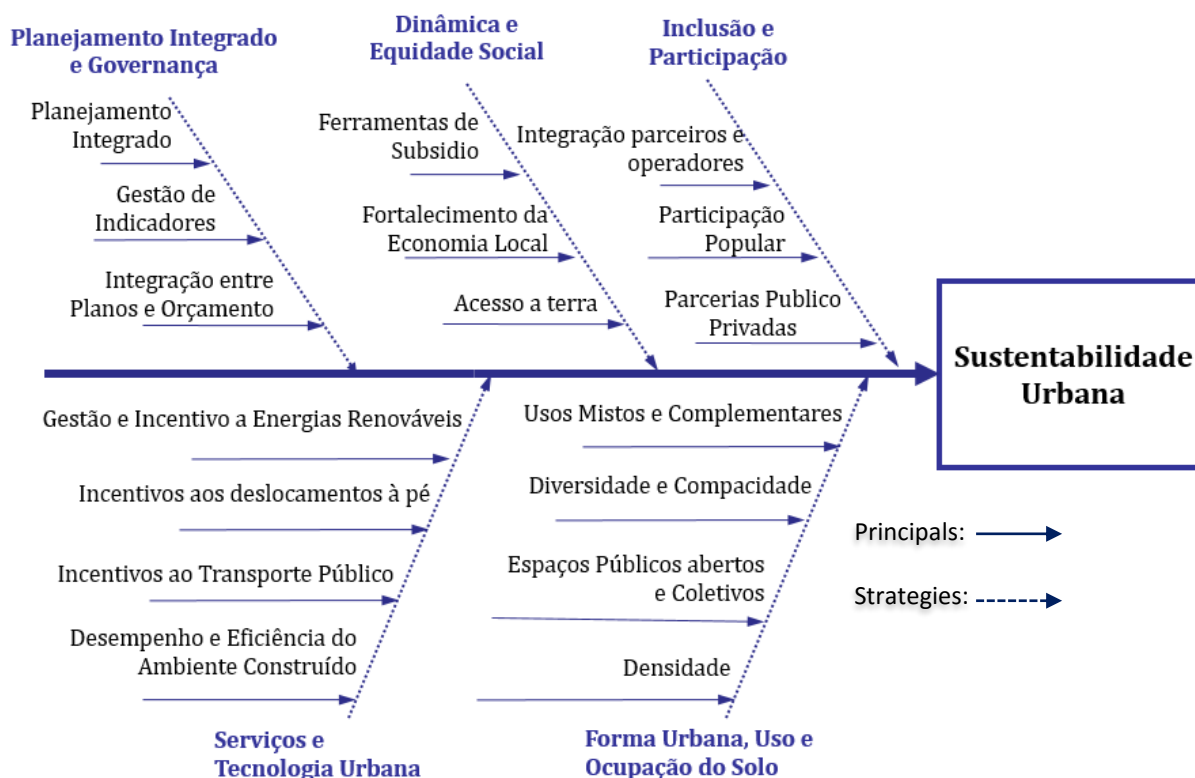 Planejamento Integrado
e Governança
Dinâmica e
Equidade Social
Inclusão e
Participação
Planejamento
Integrado
Gestão de
Indicadores
Integração entre
Planos e Orçamento
Ferramentas de
Subsidio
Fortalecimento da
Economia Local
Acesso a terra
Integração parceiros e
operadores
Participação
Popular
Parcerias Publico
Privadas
Sustentabilidade
Urbana
Gestão e Incentivo a Energias Renováveis
Incentivos aos deslocamentos à pé
Incentivos ao Transporte Público
Desempenho e Eficiência do
Ambiente Construído
Serviços e
Tecnologia Urbana
Usos Mistos e Complementares
Diversidade e Compacidade
Espaços Públicos abertos
e Coletivos
Densidade
Forma Urbana, Uso e
Ocupação do Solo
Principals:
Strategies: